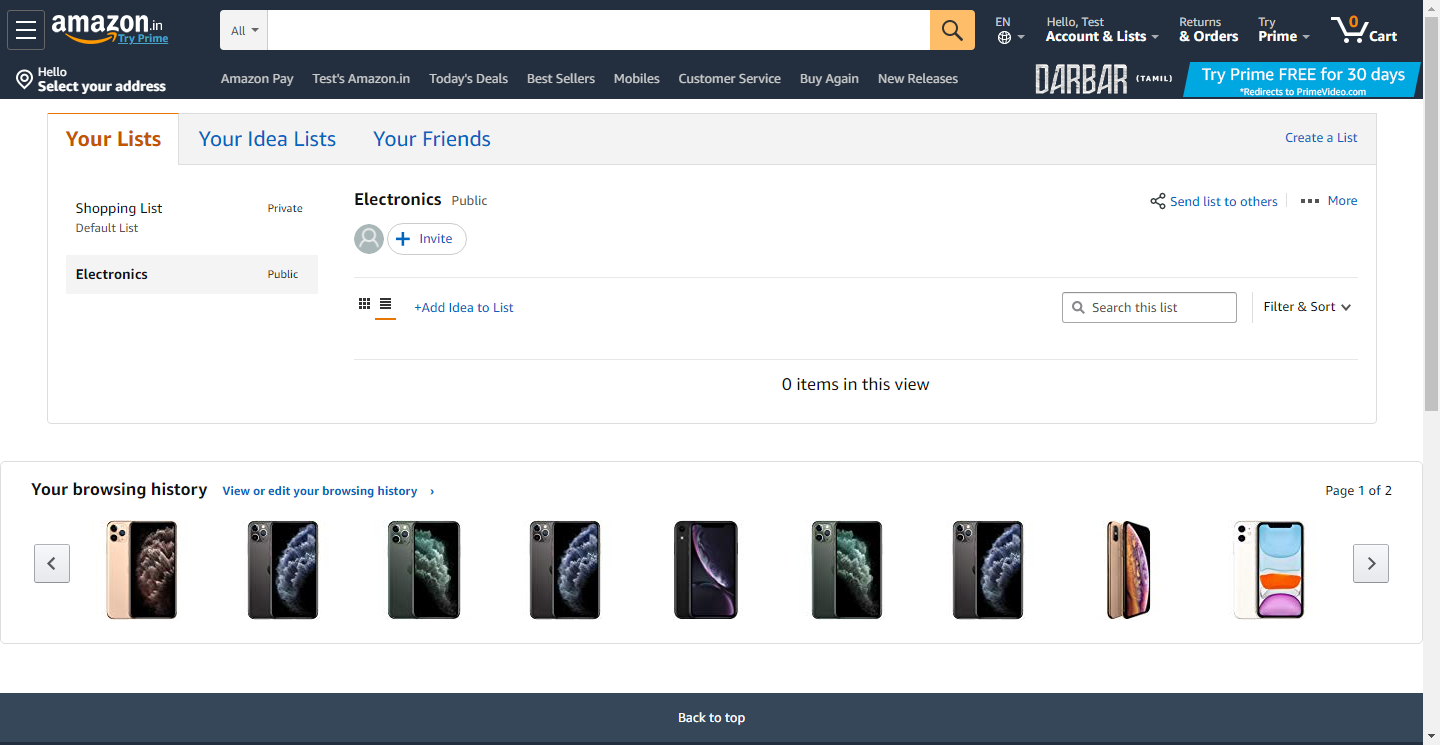 amazon.in
Try Prime
All
EN
Hello, Test
Account & Lists
Returns
& Orders
Try
Prime
0
Cart
Hello
Select your address
Amazon Pay
Test's Amazon.in
Today's Deals
Best Sellers
Mobiles
Customer Service
Buy Again
New Releases
DARBAR (TAMIL)
Try Prime FREE for 30 days
*Redirects to PrimeVideo.com
Your Lists
Your Idea Lists
Your Friends
Create a List
Shopping List
Private
Default List
Electronics
Public
Electronics Public
Send list to others
More
Invite
+Add Idea to List
Search this list
Filter & Sort
0 items in this view
Your browsing history
View or edit your browsing history ›
Page 1 of 2
Back to top